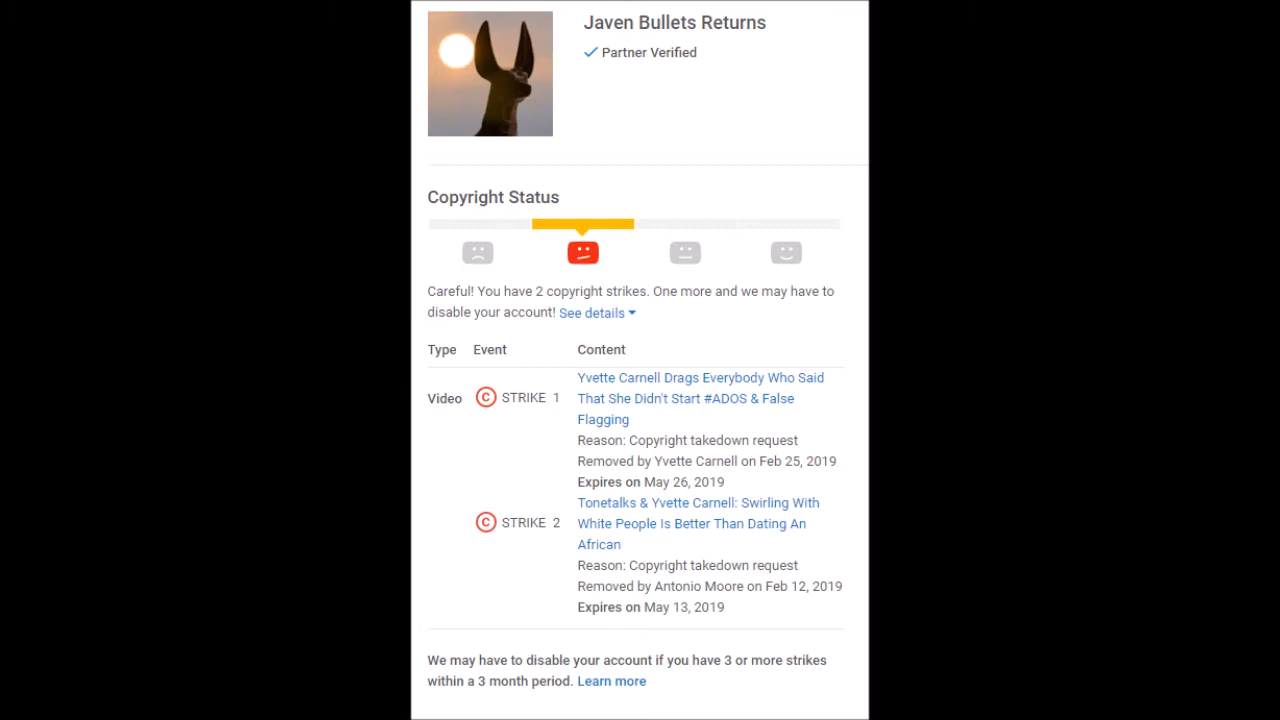 Javen Bullets Returns
Partner Verified
Copyright Status
Careful! You have 2 copyright strikes. One more and we may have to
disable your account! See details
Type Event Content
Video C STRIKE 1 Yvette Carnell Drags Everybody Who Said
That She Didn't Start #ADOS & False
Flagging
Reason: Copyright takedown request
Removed by Yvette Carnell on Feb 25, 2019
Expires on May 26, 2019
C STRIKE 2 Tonetalks & Yvette Carnell: Swirling With
White People Is Better Than Dating An
African
Reason: Copyright takedown request
Removed by Antonio Moore on Feb 12, 2019
Expires on May 13, 2019
We may have to disable your account if you have 3 or more strikes
within a 3 month period. Learn more